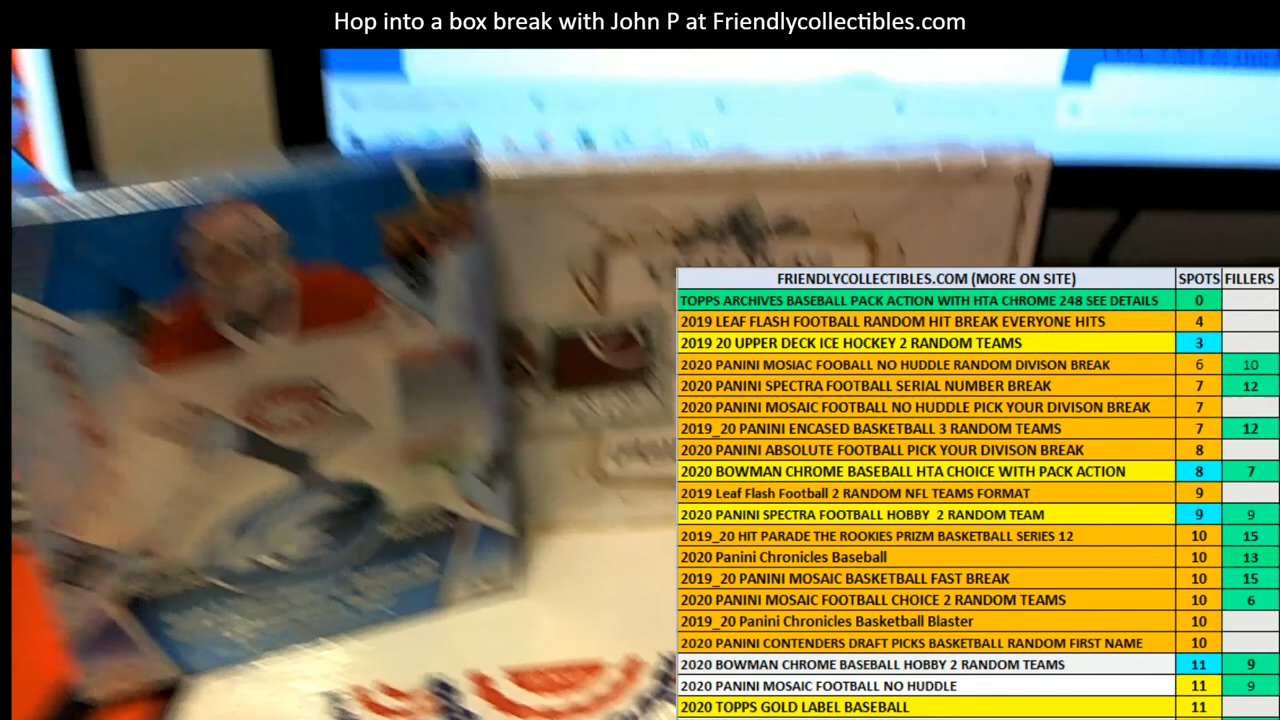 Hop into a box break with John P at Friendlycollectibles.com
FRIENDLYCOLLECTIBLES.COM (MORE ON SITE) SPOTS FILLERS
TOPPS ARCHIVES BASEBALL PACK ACTION WITH HTA CHROME 248 SEE DETAILS 0
2019 LEAF FLASH FOOTBALL RANDOM HIT BREAK EVERYONE HITS 4
2019 20 UPPER DECK ICE HOCKEY 2 RANDOM TEAMS 3
2020 PANINI MOSIAC FOOBALL NO HUDDLE RANDOM DIVISON BREAK 6 10
2020 PANINI SPECTRA FOOTBALL SERIAL NUMBER BREAK 7 12
2020 PANINI MOSAIC FOOTBALL NO HUDDLE PICK YOUR DIVISON BREAK 7
2019_20 PANINI ENCASED BASKETBALL 3 RANDOM TEAMS 7 12
2020 PANINI ABSOLUTE FOOTBALL PICK YOUR DIVISON BREAK 8
2020 BOWMAN CHROME BASEBALL HTA CHOICE WITH PACK ACTION 8 7
2019 Leaf Flash Football 2 RANDOM NFL TEAMS FORMAT 9
2020 PANINI SPECTRA FOOTBALL HOBBY 2 RANDOM TEAM 9 9
2019_20 HIT PARADE THE ROOKIES PRIZM BASKETBALL SERIES 12 10 15
2020 Panini Chronicles Baseball 10 13
2019_20 PANINI MOSAIC BASKETBALL FAST BREAK 10 15
2020 PANINI MOSAIC FOOTBALL CHOICE 2 RANDOM TEAMS 10 6
2019_20 Panini Chronicles Basketball Blaster 10
2020 PANINI CONTENDERS DRAFT PICKS BASKETBALL RANDOM FIRST NAME 10
2020 BOWMAN CHROME BASEBALL HOBBY 2 RANDOM TEAMS 11 9
2020 PANINI MOSAIC FOOTBALL NO HUDDLE 11 9
2020 TOPPS GOLD LABEL BASEBALL 11